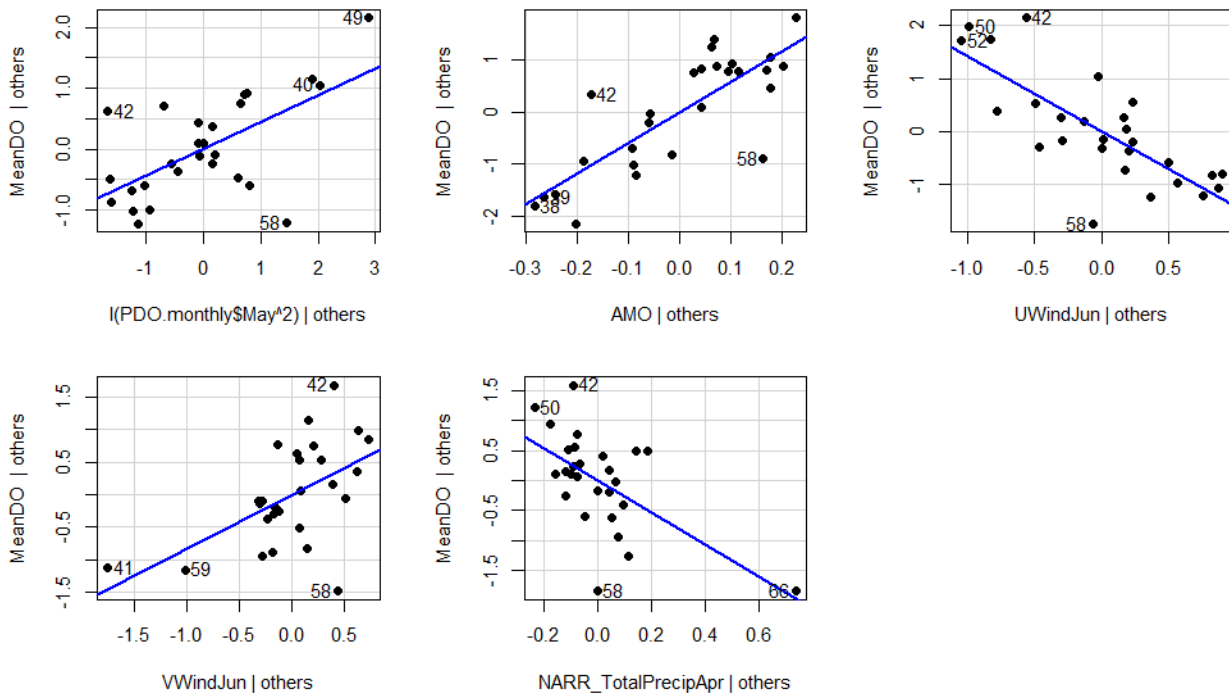 MeanDO | others
2.0
1.0
0.0
-1.0
49
40
42
58
-1 0 1 2 3
I(PDO.monthly$May^2) | others
MeanDO | others
1
0
-1
-2
42
58
39
38
-0.3 -0.2 -0.1 0.0 0.1 0.2
AMO | others
MeanDO | others
2
1
0
-1
50
42
52
58
-1.0 -0.5 0.0 0.5
UWindJun | others
MeanDO | others
1.5
0.5
-0.5
-1.5
42
41
59
58
-1.5 -1.0 -0.5 0.0 0.5
VWindJun | others
MeanDO | others
1.5
0.5
-0.5
-1.5
42
50
58
66
-0.2 0.0 0.2 0.4 0.6
NARR_TotalPrecipApr | others